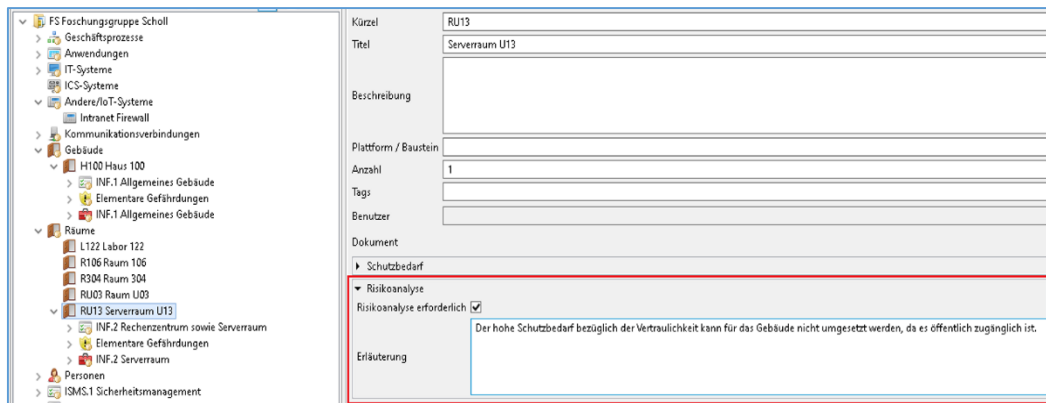 FS Foschungsgruppe Scholl
Geschäftsprozesse
Anwendungen
IT-Systeme
ICS-Systeme
Andere/IoT-Systeme
Intranet Firewall
Kommunikationsverbindungen
Gebäude
H100 Haus 100
INF.1 Allgemeines Gebäude
Elementare Gefährdungen
INF.1 Allgemeines Gebäude
Räume
L122 Labor 122
R106 Raum 106
R304 Raum 304
RU03 Raum U03
RU13 Serverraum U13
INF.2 Rechenzentrum sowie Serverraum
Elementare Gefährdungen
INF.2 Serverraum
Personen
ISMS.1 Sicherheitsmanagement
Kürzel RU13
Titel Serverraum U13
Beschreibung
Plattform / Baustein
Anzahl 1
Tags
Benutzer
Dokument
Schutzbedarf
Risikoanalyse
Risikoanalyse erforderlich
Der hohe Schutzbedarf bezüglich der Vertraulichkeit kann für das Gebäude nicht umgesetzt werden, da es öffentlich zugänglich ist.
Erläuterung